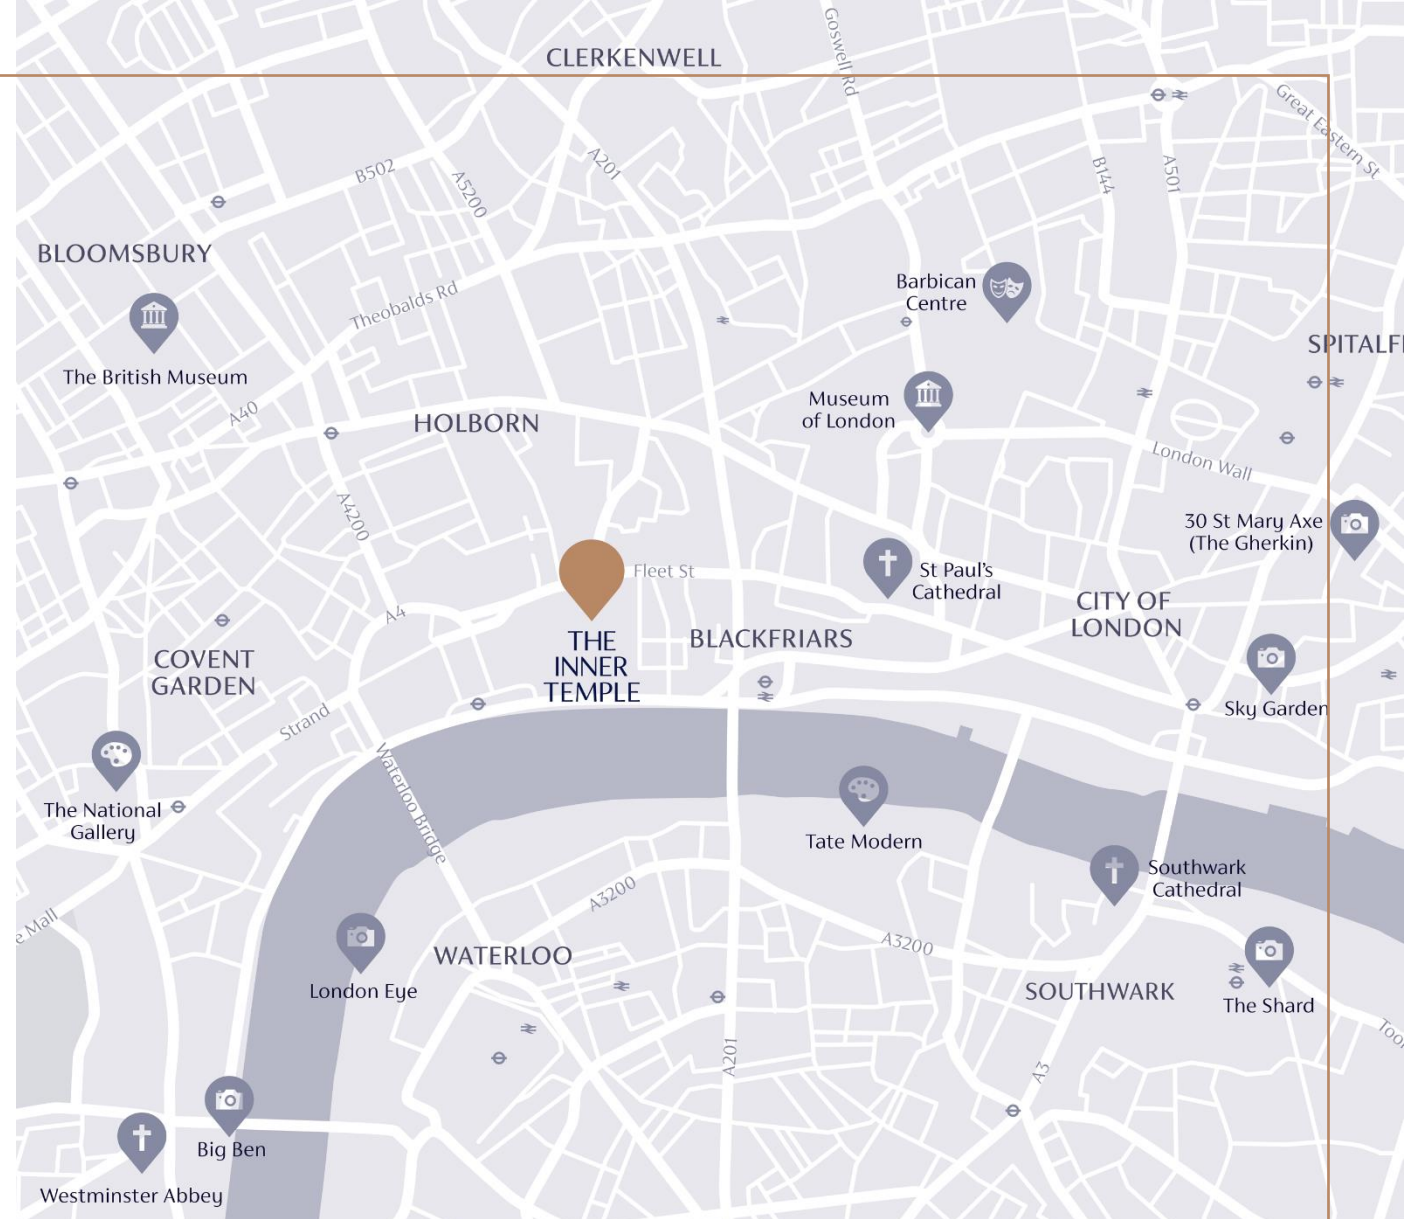 CLERKENWELL
Goswell Rd
Great Eastern St
B502
A5200
A201
B144
A501
BLOOMSBURY
The British Museum
Theobalds Rd
Barbican
Centre
SPITALFI
Museum
of London
A40
HOLBORN
London Wall
A4200
30 St Mary Axe
(The Gherkin)
Fleet St
St Paul's
Cathedral
A4
CITY OF
LONDON
THE
INNER
TEMPLE
BLACKFRIARS
COVENT
GARDEN
Strand
Sky Garden
Waterloo Bridge
The National
Gallery
Tate Modern
Southwark
Cathedral
A3200
e Mall
A3200
WATERLOO
London Eye
SOUTHWARK
The Shard
Tool
A201
A3
Big Ben
Westminster Abbey